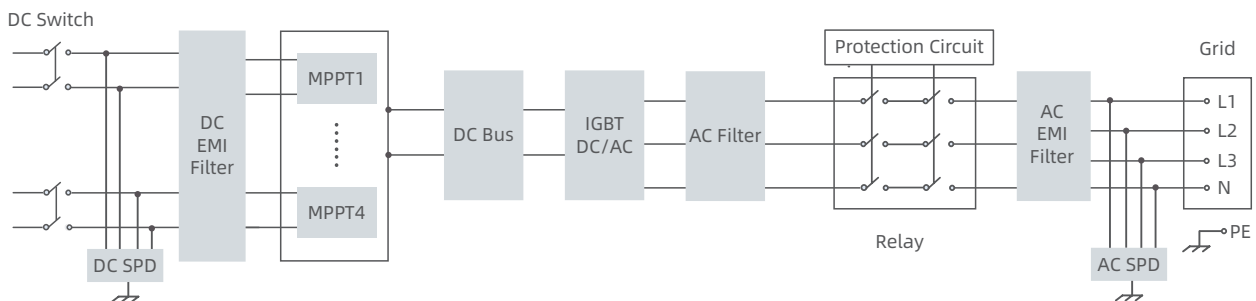 DC Switch
DC
EMI
Filter
MPPT1
MPPT4
DC SPD
DC Bus
IGBT
DC/AC
AC Filter
Protection Circuit
Relay
AC
EMI
Filter
Grid
L1
L2
L3
N
PE
AC SPD